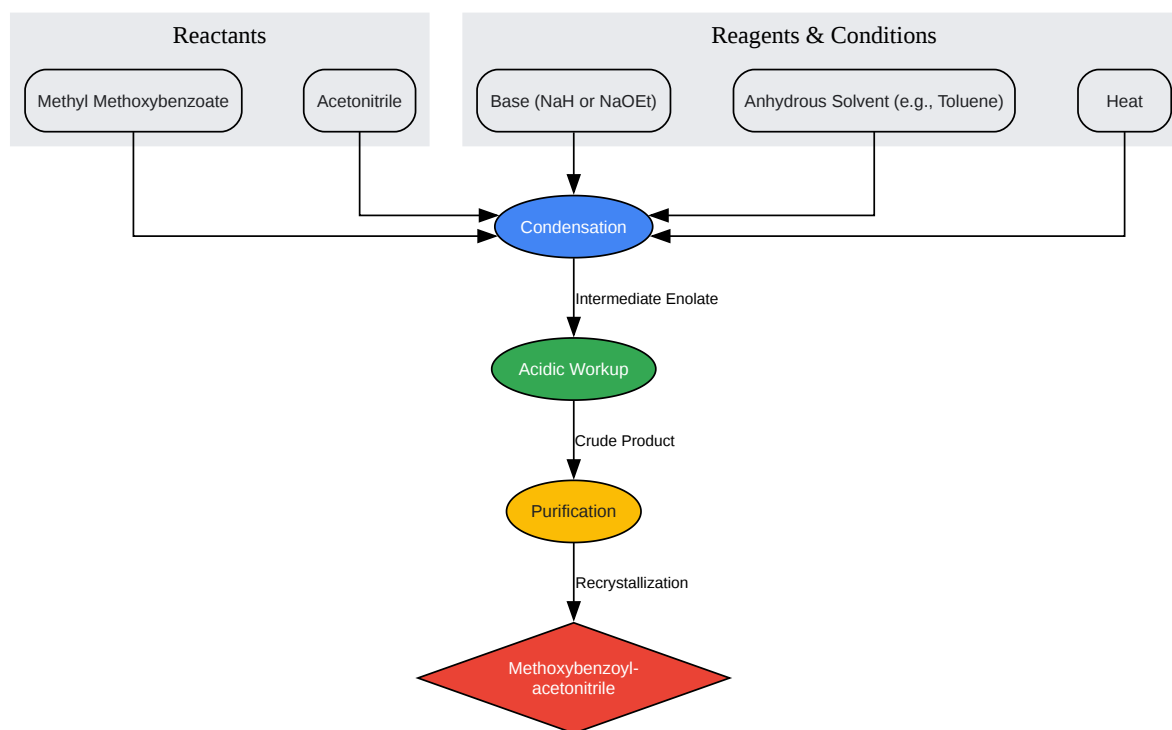 Reactants
Reagents & Conditions
Methyl Methoxybenzoate
Acetonitrile
Base (NaH or NaOEt)
Anhydrous Solvent (e.g., Toluene)
Heat
Condensation
Intermediate Enolate
Acidic Workup
Crude Product
Purification
Recrystallization
Methoxybenzoyl-
acetonitrile